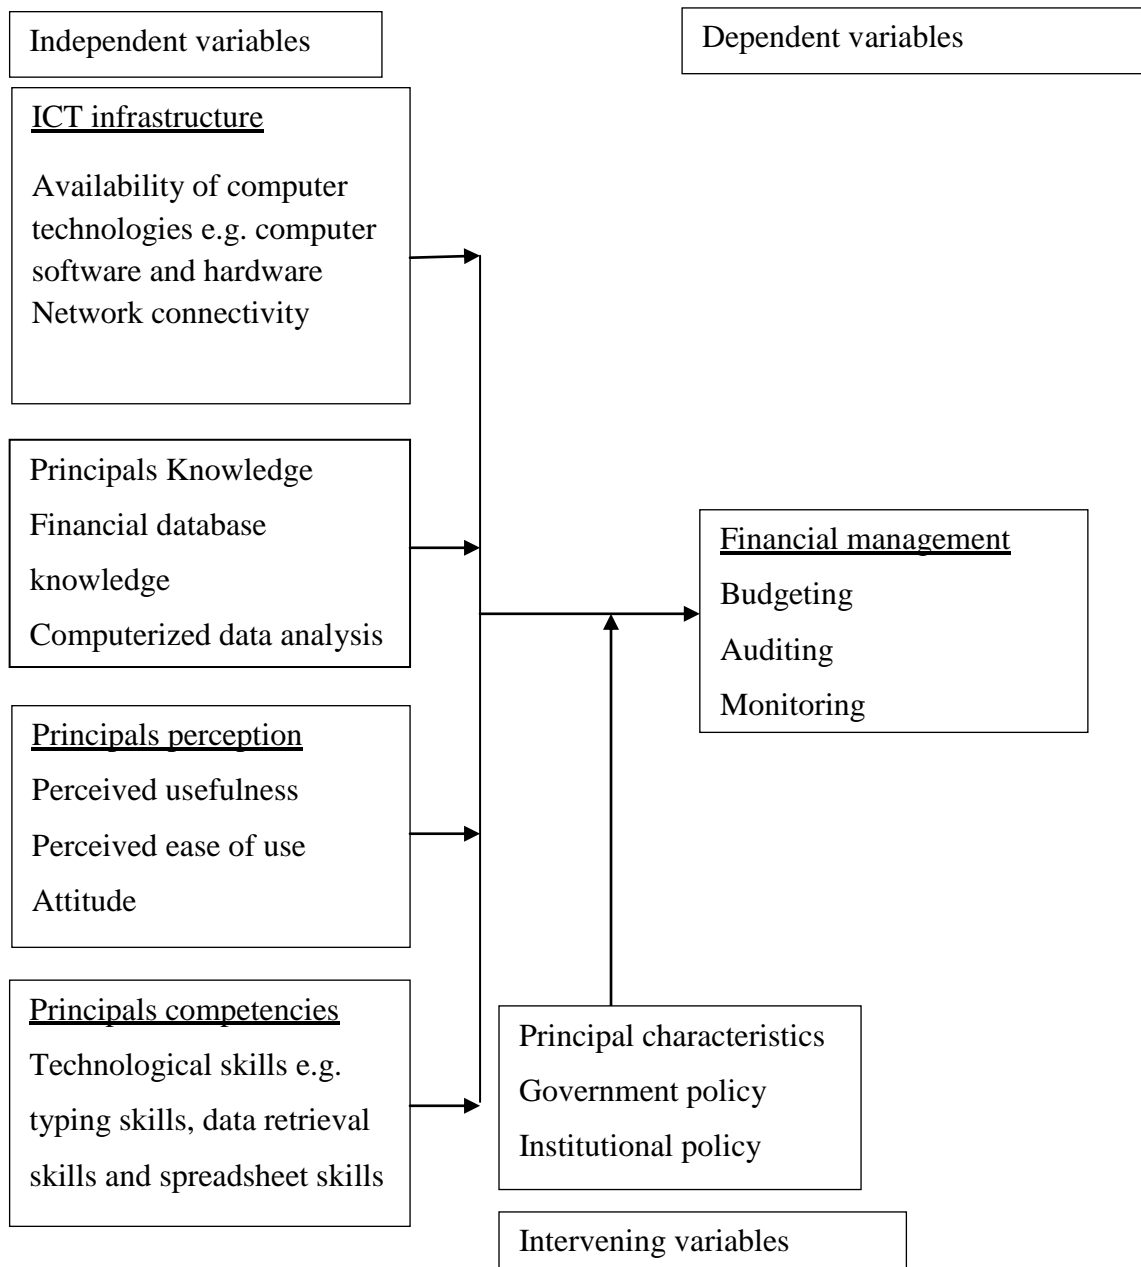 Independent variables
Dependent variables
ICT infrastructure
Availability of computer
technologies e.g. computer
software and hardware
Network connectivity
Principals Knowledge
Financial database
knowledge
Computerized data analysis
Financial management
Budgeting
Auditing
Monitoring
Principals perception
Perceived usefulness
Perceived ease of use
Attitude
Principals competencies
Technological skills e.g.
typing skills, data retrieval
skills and spreadsheet skills
Principal characteristics
Government policy
Institutional policy
Intervening variables